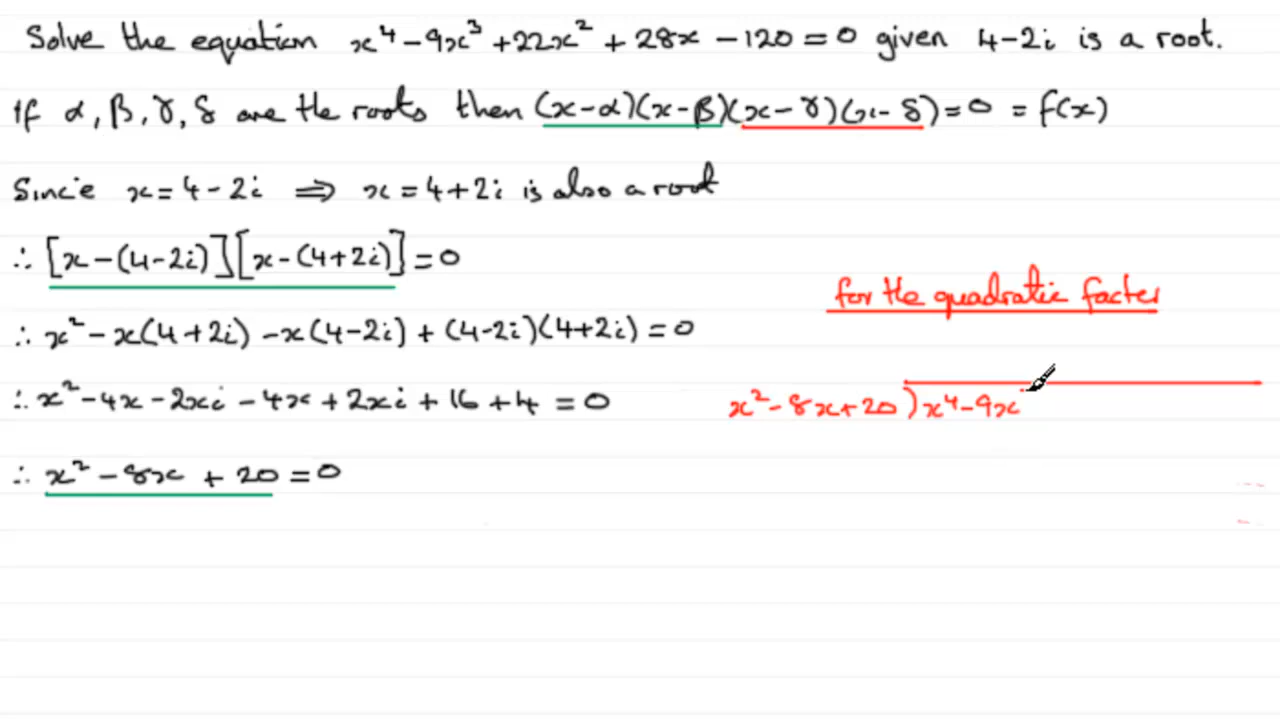 Solve the equation x⁴ - 9x³ + 22x² + 28x - 120 = 0 given 4-2i is a root.
If α, β, γ, δ are the roots then (x-α)(x-β)(x-γ)(x-δ) = 0 = f(x)
Since x = 4-2i ⇒ x = 4+2i is also a root
∴ [x-(4-2i)][x-(4+2i)] = 0
for the quadratic factor
∴ x² - x(4+2i) - x(4-2i) + (4-2i)(4+2i) = 0
∴ x² - 4x - 2xi - 4x + 2xi + 16 + 4 = 0
x² - 8x + 20 ) x⁴ - 9x
∴ x² - 8x + 20 = 0